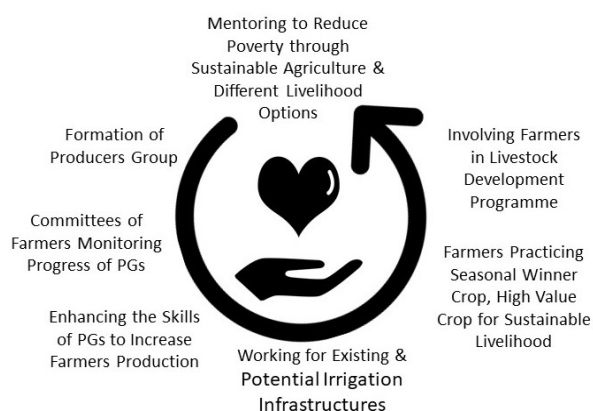 Mentoring to Reduce
Poverty through
Sustainable Agriculture &
Different Livelihood
Options
Formation of
Producers Group
Committees of
Farmers Monitoring
Progress of PGs
Enhancing the Skills
of PGs to Increase
Farmers Production
Working for Existing &
Potential Irrigation
Infrastructures
Farmers Practicing
Seasonal Winner
Crop, High Value
Crop for Sustainable
Livelihood
Involving Farmers
in Livestock
Development
Programme